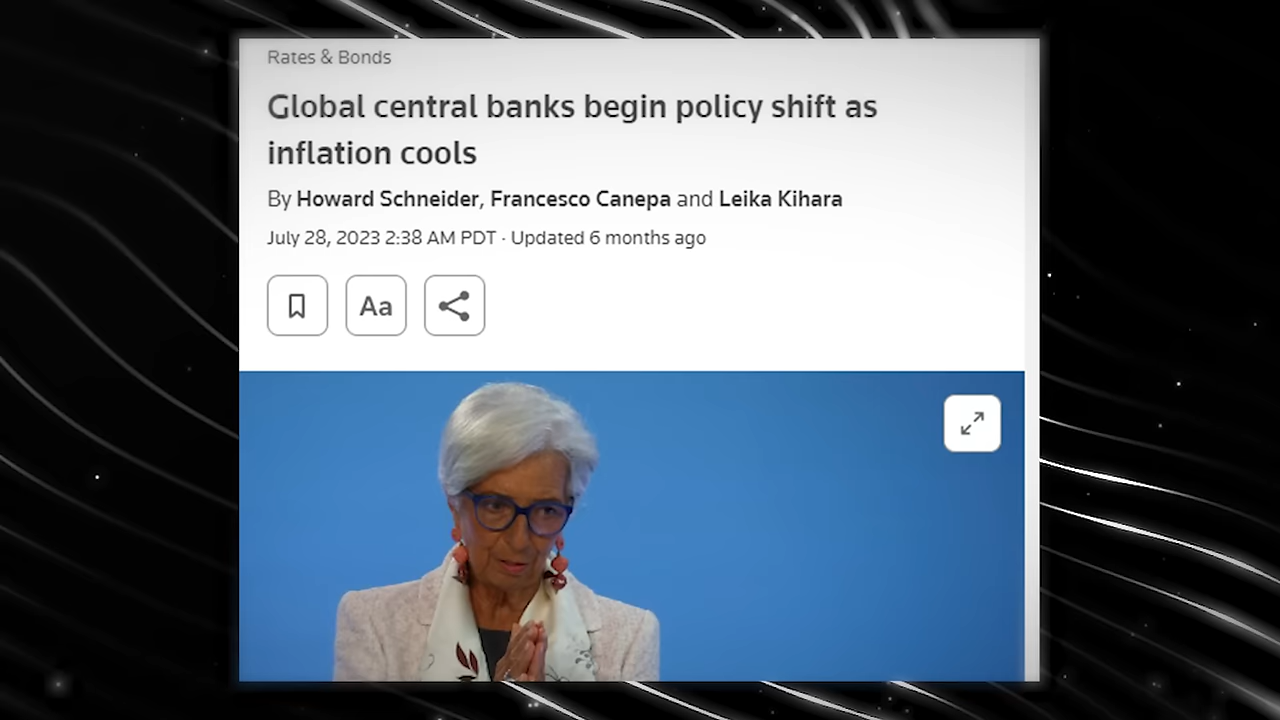 Rates & Bonds
Global central banks begin policy shift as
inflation cools
By Howard Schneider, Francesco Canepa and Leika Kihara
July 28, 2023 2:38 AM PDT · Updated 6 months ago
Aa